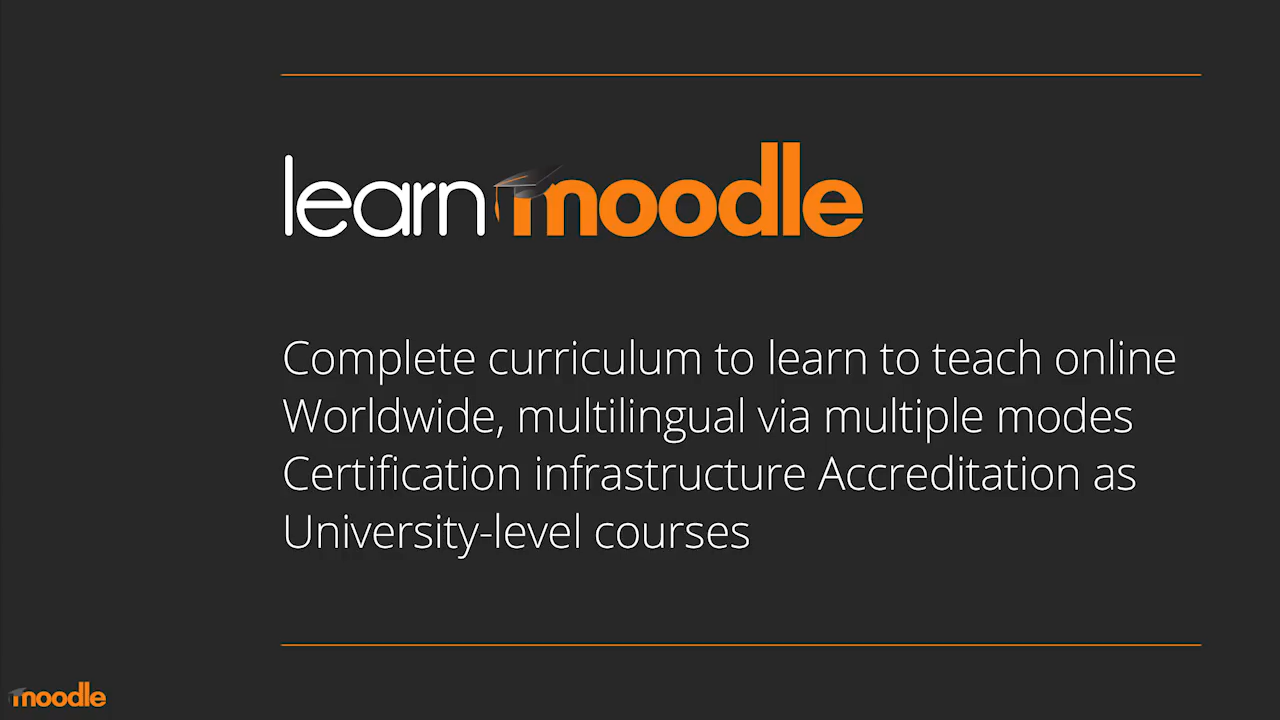 learn moodle
Complete curriculum to learn to teach online
Worldwide, multilingual via multiple modes
Certification infrastructure Accreditation as
University-level courses
moodle